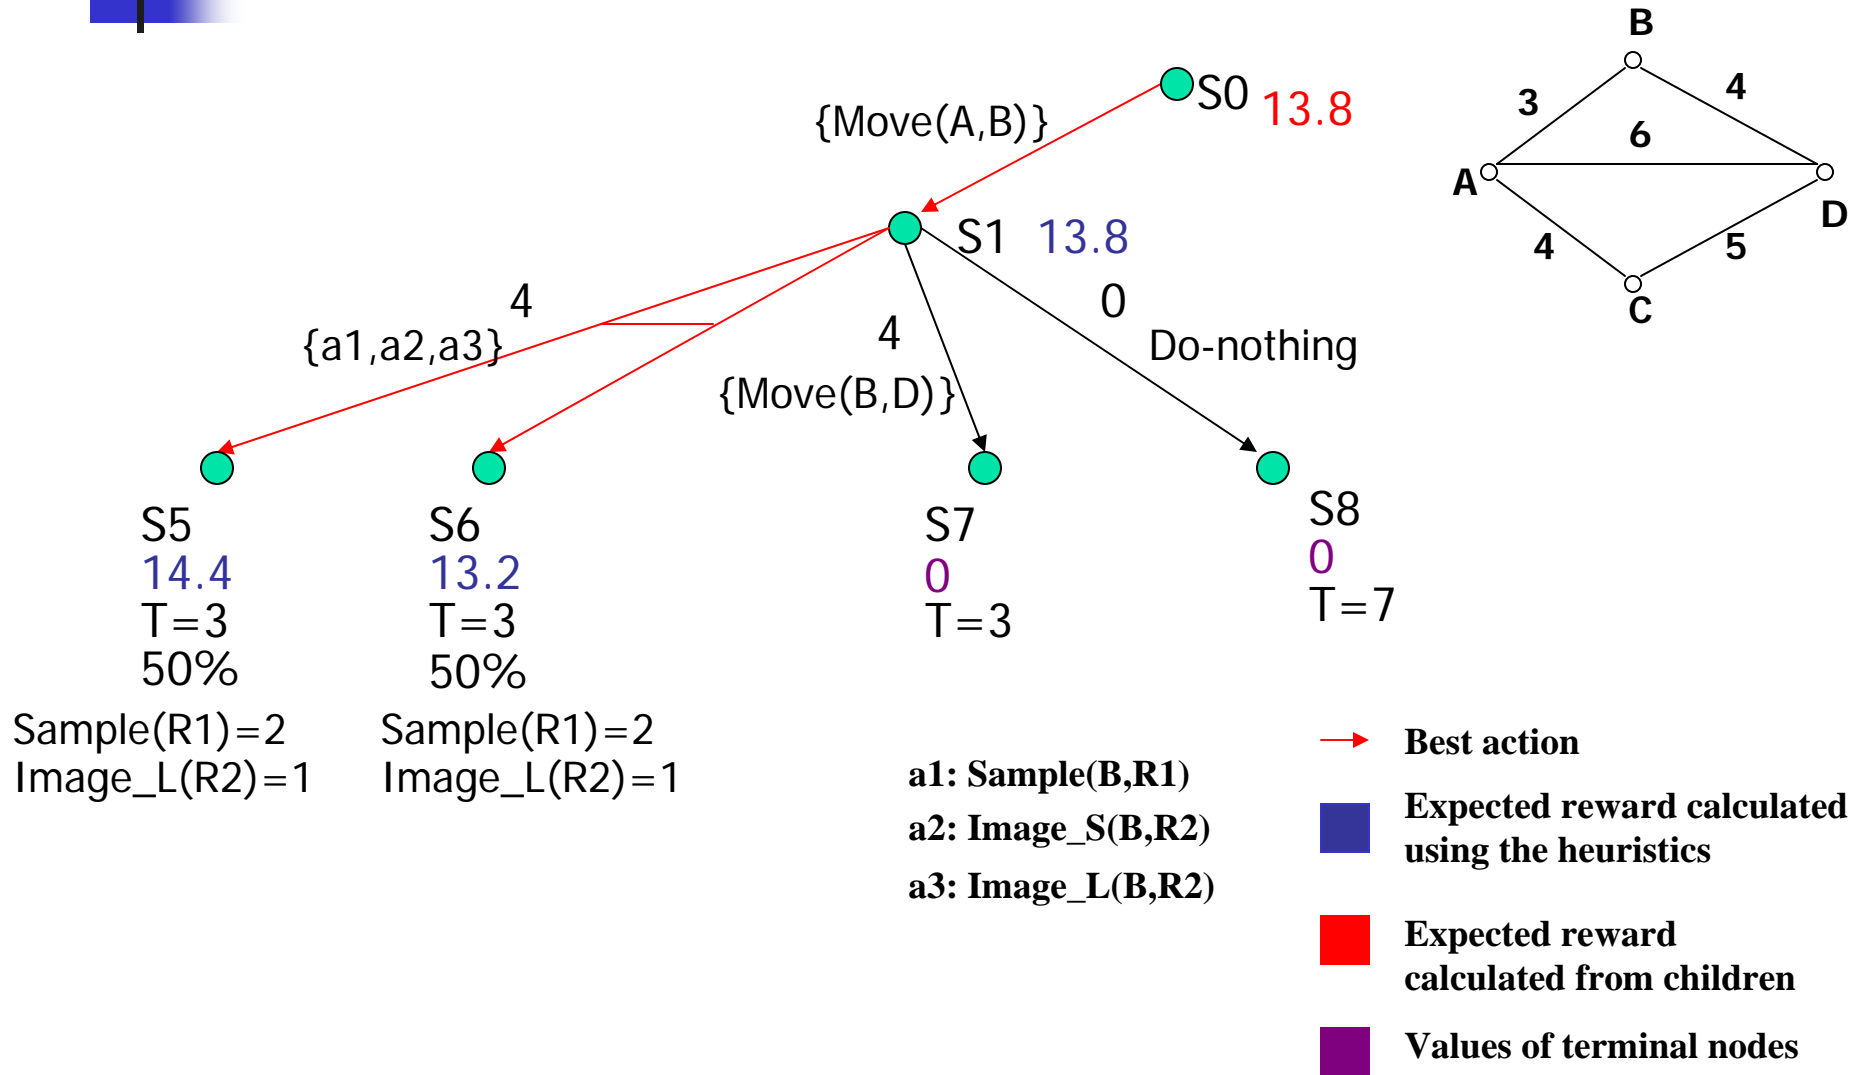 B
S0 13.8
{Move(A,B)}
3
4
6
A
D
4
5
C
S1 13.8
4
{a1,a2,a3}
4
{Move(B,D)}
0
Do-nothing
S5
14.4
T=3
50%
Sample(R1)=2
Image_L(R2)=1
S6
13.2
T=3
50%
Sample(R1)=2
Image_L(R2)=1
S7
0
T=3
S8
0
T=7
a1: Sample(B,R1)
a2: Image_S(B,R2)
a3: Image_L(B,R2)
Best action
Expected reward calculated
using the heuristics
Expected reward
calculated from children
Values of terminal nodes